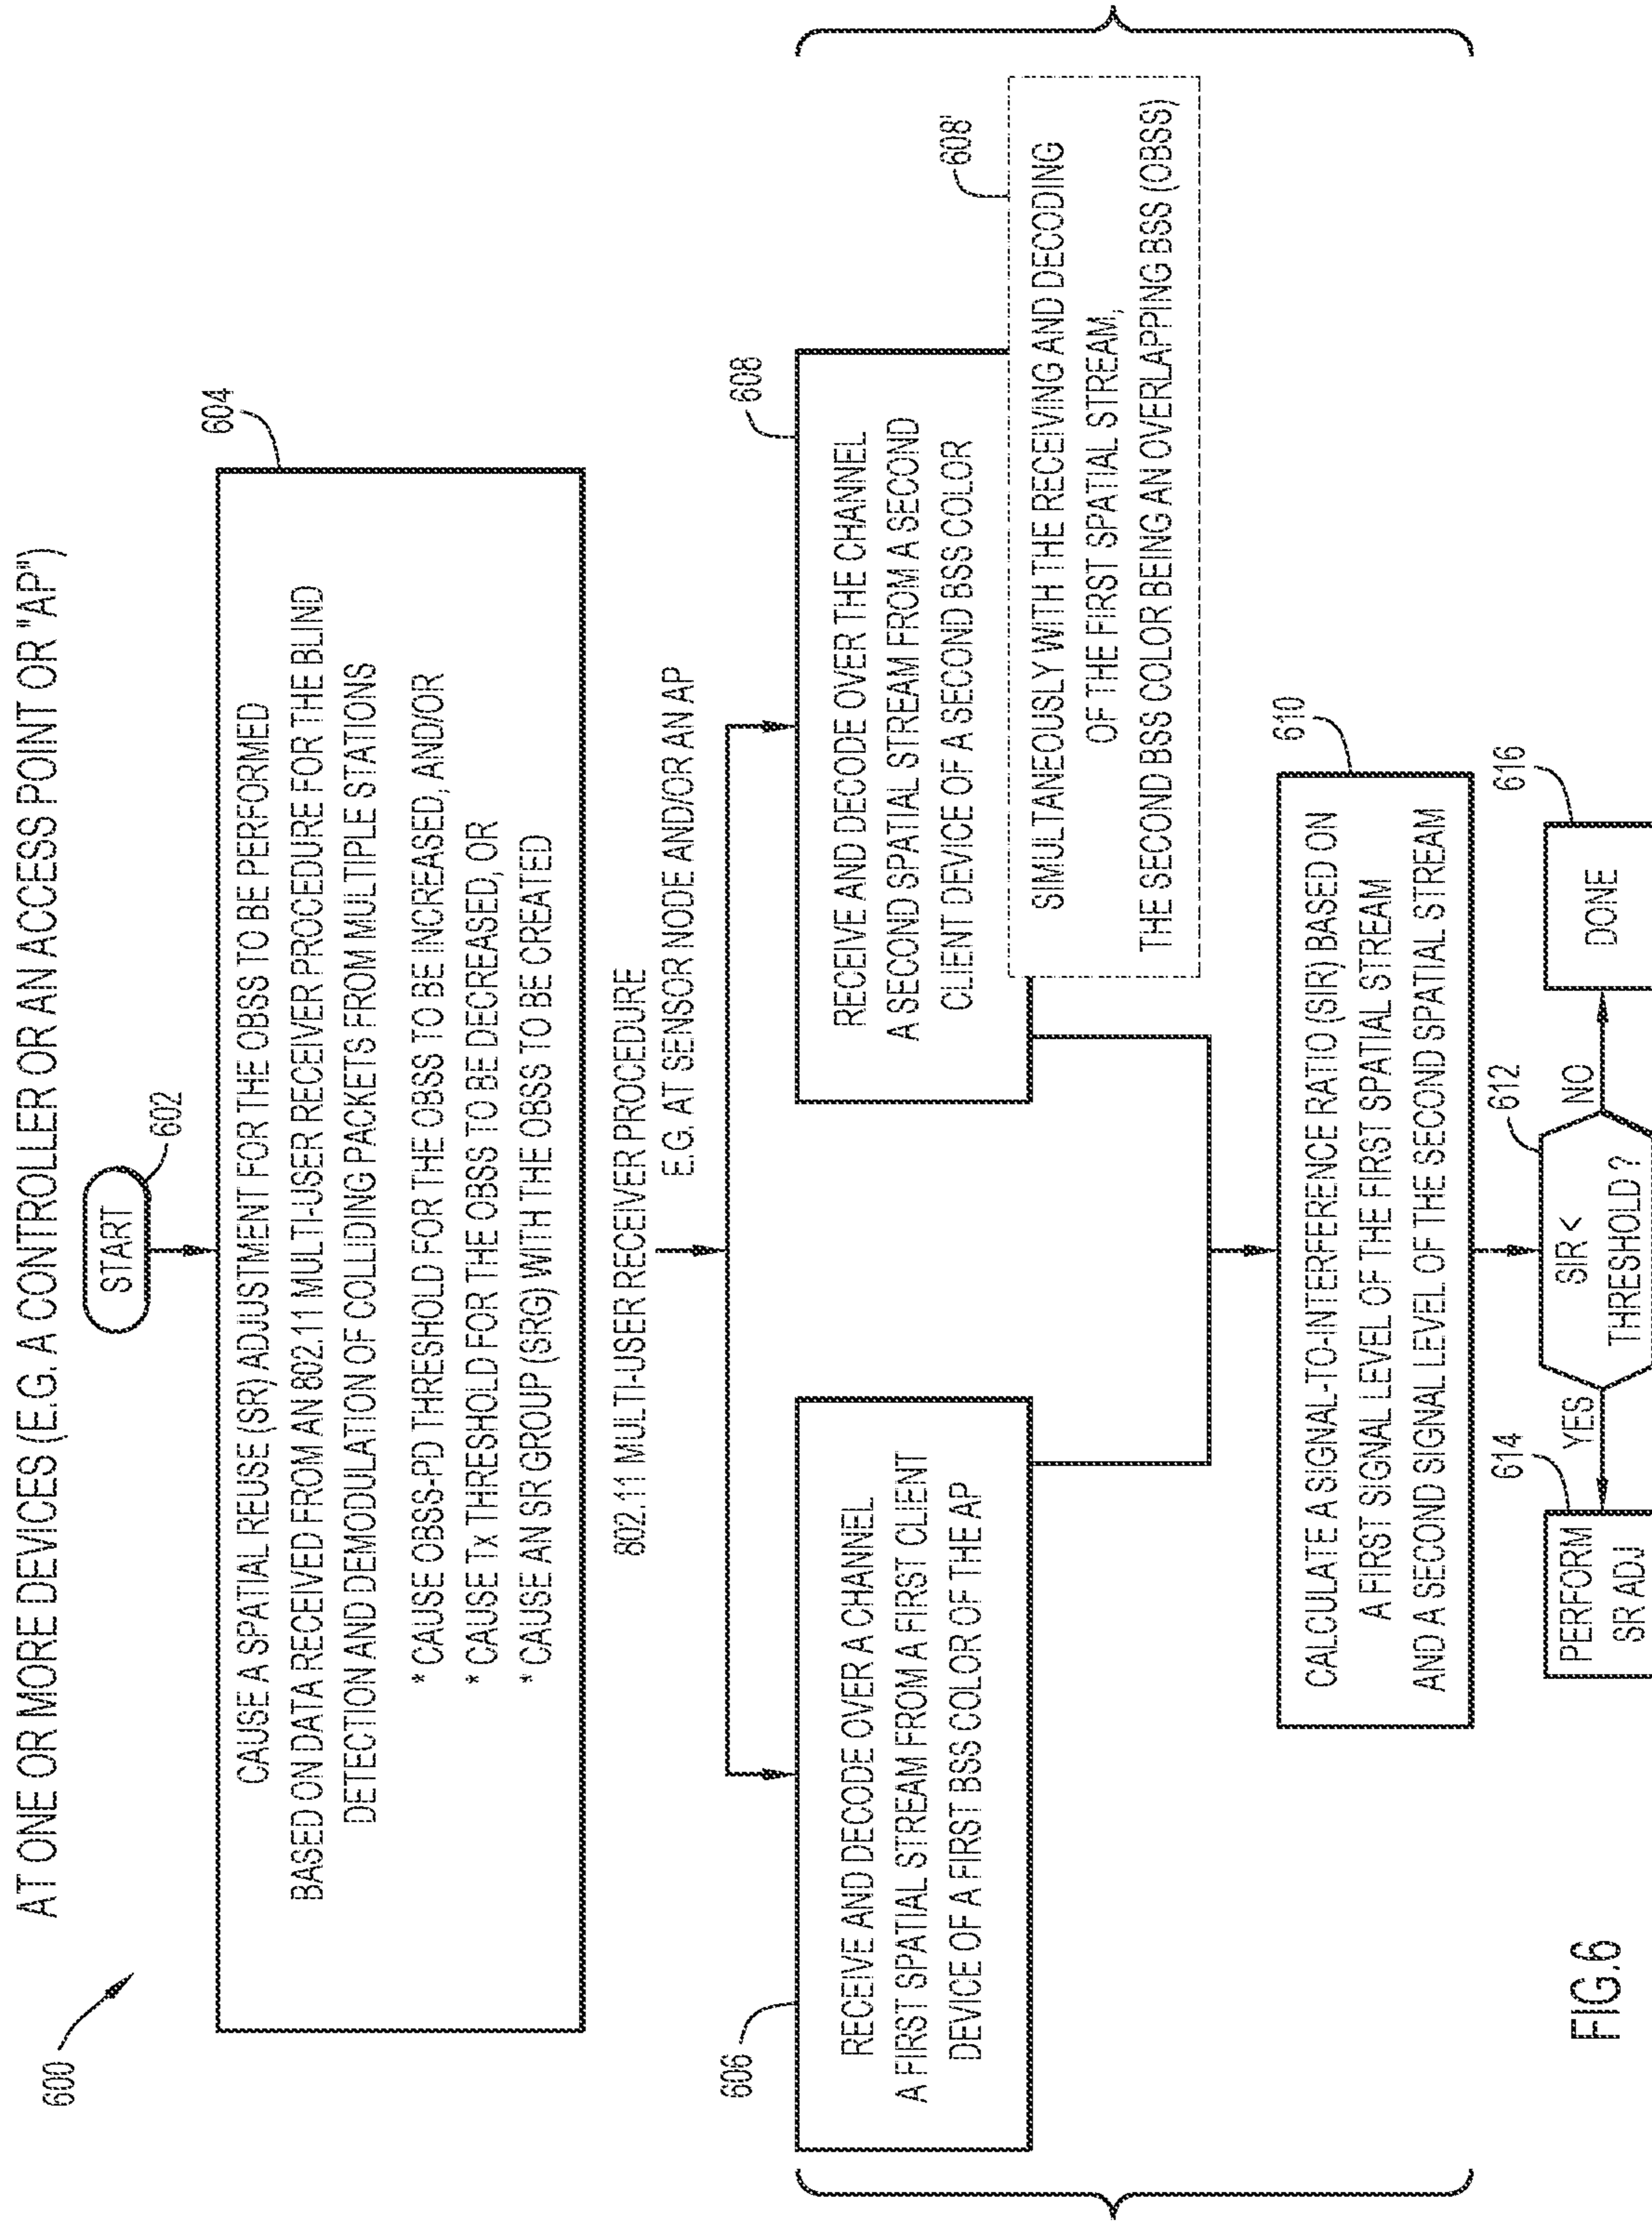 AT ONE OR MORE DEVICES (E.G. A CONTROLLER OR AN ACCESS POINT OR "AP")
600
START
602
604
CAUSE A SPATIAL REUSE (SR) ADJUSTMENT FOR THE OBSS TO BE PERFORMED
BASED ON DATA RECEIVED FROM AN 802.11 MULTI-USER RECEIVER PROCEDURE FOR THE BLIND
DETECTION AND DEMODULATION OF COLLIDING PACKETS FROM MULTIPLE STATIONS
* CAUSE OBSS-PD THRESHOLD FOR THE OBSS TO BE INCREASED, AND/OR
* CAUSE Tx THRESHOLD FOR THE OBSS TO BE DECREASED, OR
* CAUSE AN SR GROUP (SRG) WITH THE OBSS TO BE CREATED
802.11 MULTI-USER RECEIVER PROCEDURE
E.G. AT SENSOR NODE AND/OR AN AP
606
RECEIVE AND DECODE OVER A CHANNEL
A FIRST SPATIAL STREAM FROM A FIRST CLIENT
DEVICE OF A FIRST BSS COLOR OF THE AP
608
RECEIVE AND DECODE OVER THE CHANNEL
A SECOND SPATIAL STREAM FROM A SECOND
CLIENT DEVICE OF A SECOND BSS COLOR
608'
SIMULTANEOUSLY WITH THE RECEIVING AND DECODING
OF THE FIRST SPATIAL STREAM,
THE SECOND BSS COLOR BEING AN OVERLAPPING BSS (OBSS)
610
CALCULATE A SIGNAL-TO-INTERFERENCE RATIO (SIR) BASED ON
A FIRST SIGNAL LEVEL OF THE FIRST SPATIAL STREAM
AND A SECOND SIGNAL LEVEL OF THE SECOND SPATIAL STREAM
612
SIR <
THRESHOLD ?
YES
NO
614
PERFORM
SR ADJ
616
DONE
FIG.6